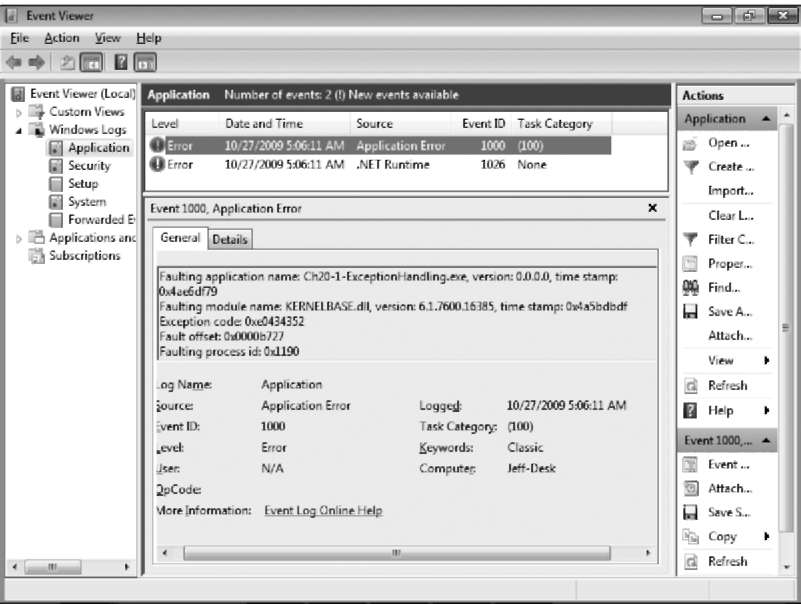 Event Viewer
File Action View Help
Event Viewer (Local)
Custom Views
Windows Logs
Application
Security
Setup
System
Forwarded E
Applications and
Subscriptions
Application Number of events: 2 (!) New events available
Level Date and Time Source Event ID Task Category
Error 10/27/2009 5:06:11 AM Application Error 1000 (100)
Error 10/27/2009 5:06:11 AM .NET Runtime 1026 None
Event 1000, Application Error
General Details
Faulting application name: Ch20-1-ExceptionHandling.exe, version: 0.0.0.0, time stamp:
0x4ae6df79
Faulting module name: KERNELBASE.dll, version: 6.1.7600.16385, time stamp: 0x4a5bdbdf
Exception code: 0xe0434352
Fault offset: 0x0000b727
Faulting process id: 0x1190
Log Name: Application
Source: Application Error Logged: 10/27/2009 5:06:11 AM
Event ID: 1000 Task Category: (100)
Level: Error Keywords: Classic
User: N/A Computer: Jeff-Desk
OpCode:
More Information: Event Log Online Help
Actions
Application
Open ...
Create ...
Import...
Clear L...
Filter C...
Proper...
Find...
Save A...
Attach...
View
Refresh
Help
Event 1000,...
Event ...
Attach...
Save S...
Copy
Refresh